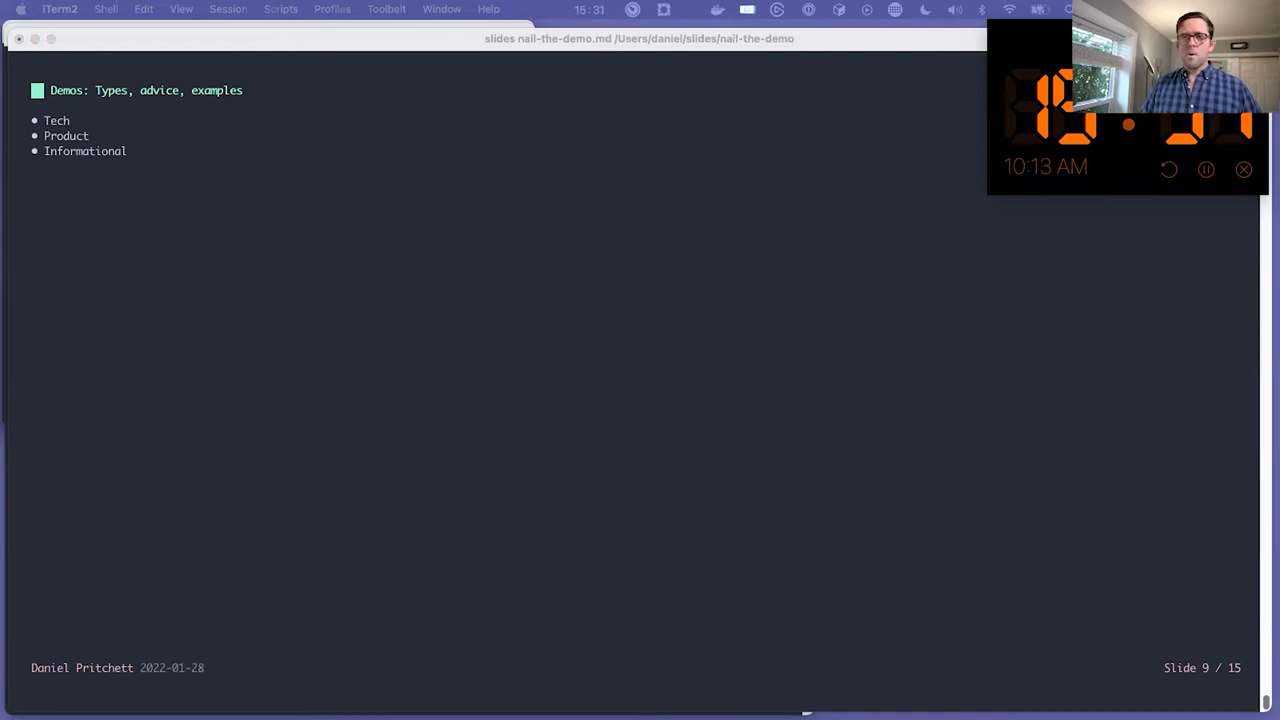 iTerm2 Shell Edit View Session Scripts Profiles Toolbelt Window Help 15:31
slides nail-the-demo.md /Users/daniel/slides/nail-the-demo
Demos: Types, advice, examples
• Tech
• Product
• Informational
10:13 AM
Daniel Pritchett 2022-01-28
Slide 9 / 15